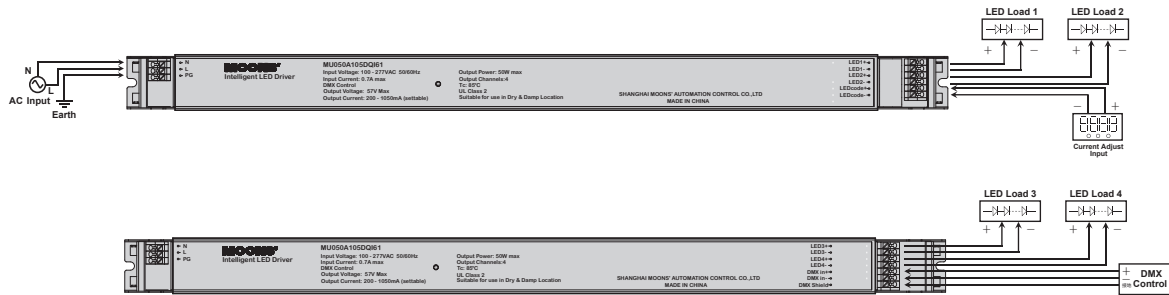 LED Load 1
LED Load 2
+ − + −
N
L
AC Input
Earth
N
L
PG
MOONS'
Intelligent LED Driver
MU050A105DQI61
Input Voltage: 100 - 277VAC 50/60Hz
Input Current: 0.7A max
DMX Control
Output Voltage: 57V Max
Output Current: 200 - 1050mA (settable)
Output Power: 50W max
Output Channels:4
Tc: 85°C
UL Class 2
Suitable for use in Dry & Damp Location
SHANGHAI MOONS' AUTOMATION CONTROL CO.,LTD
MADE IN CHINA
LED1+
LED1-
LED2+
LED2-
LEDcode+
LEDcode-
− +
Current Adjust
Input
LED Load 3
LED Load 4
+ − + −
N
L
PG
MOONS'
Intelligent LED Driver
MU050A105DQI61
Input Voltage: 100 - 277VAC 50/60Hz
Input Current: 0.7A max
DMX Control
Output Voltage: 57V Max
Output Current: 200 - 1050mA (settable)
Output Power: 50W max
Output Channels:4
Tc: 85°C
UL Class 2
Suitable for use in Dry & Damp Location
SHANGHAI MOONS' AUTOMATION CONTROL CO.,LTD
MADE IN CHINA
LED3+
LED3-
LED4+
LED4-
DMX in+
DMX in-
DMX Shield
+
−
接地
DMX
Control